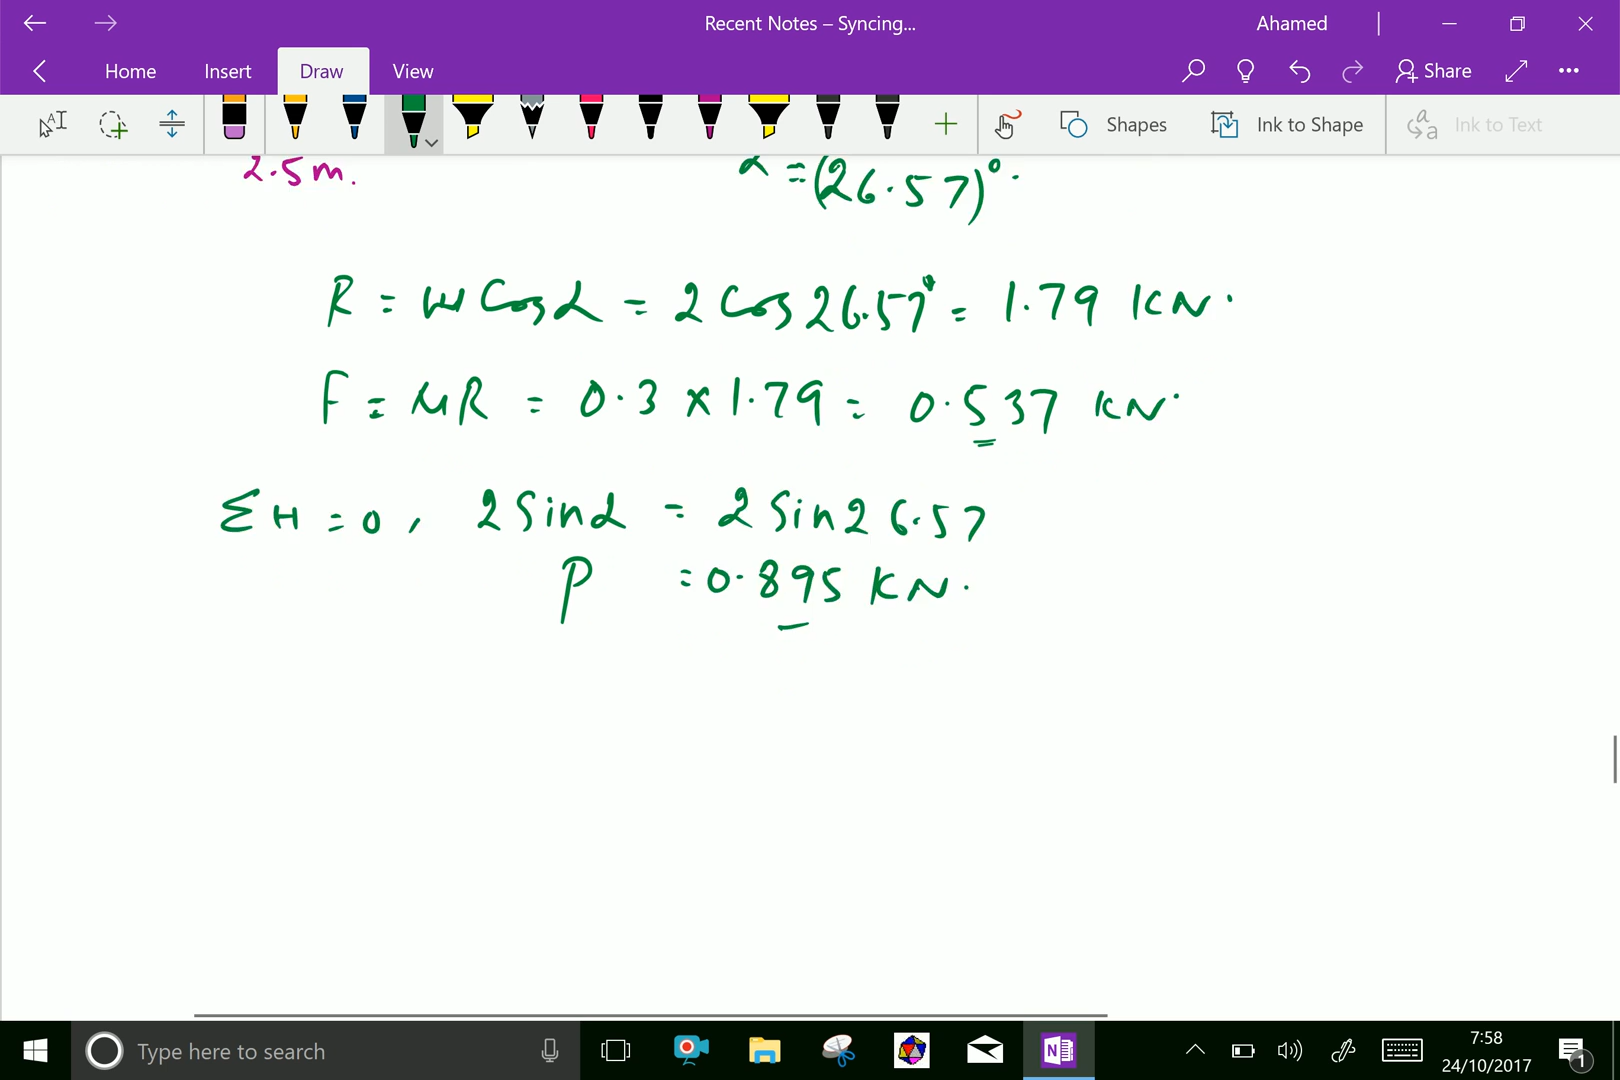 Recent Notes – Syncing...
Ahamed
Home Insert Draw View
Share
Shapes Ink to Shape Ink to Text
2.5 m.
α = (26.57)°.
R = W Cos α = 2 Cos 26.57° = 1.79 KN.
F = μR = 0.3 × 1.79 = 0.537 KN.
ΣH = 0, 2 Sin α = 2 Sin 26.57
P = 0.895 KN.
Type here to search
7:58
24/10/2017
1